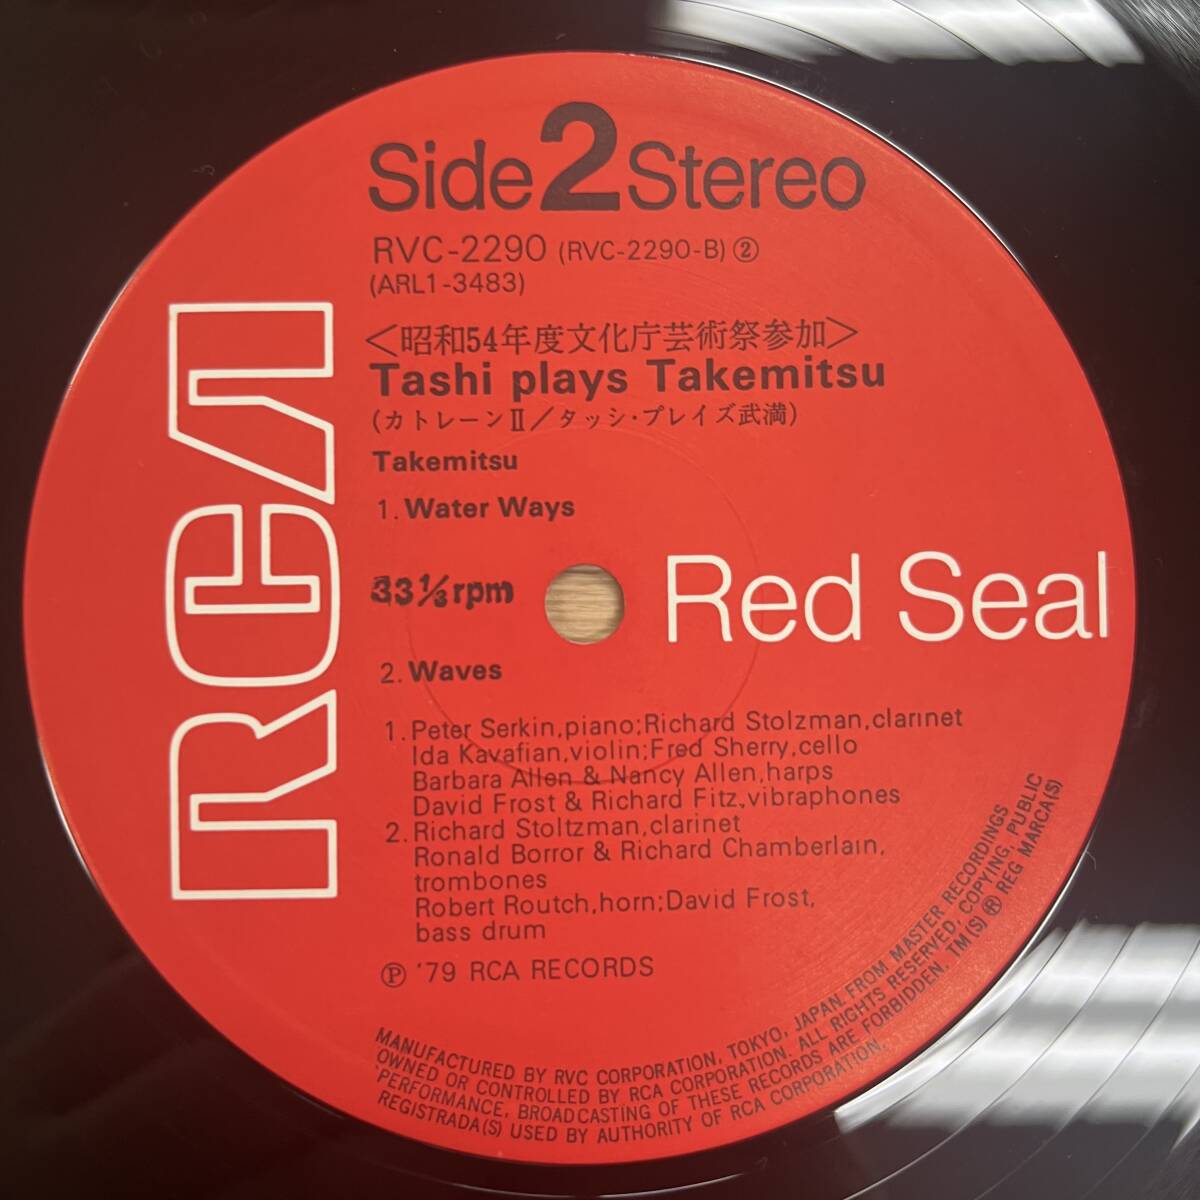 Side 2 Stereo
RVC-2290 (RVC-2290-B) ②
(ARL1-3483)
<昭和54年度文化庁芸術祭参加>
Tashi plays Takemitsu
(カトレーンⅡ/タッシ・プレイズ武満)
Takemitsu
1. Water Ways
33⅓rpm
Red Seal
RCA
2. Waves
1. Peter Serkin, piano; Richard Stolzman, clarinet
Ida Kavafian, violin; Fred Sherry, cello
Barbara Allen & Nancy Allen, harps
David Frost & Richard Fitz, vibraphones
2. Richard Stoltzman, clarinet
Ronald Borror & Richard Chamberlain,
trombones
Robert Routch, horn; David Frost,
bass drum
Ⓟ '79 RCA RECORDS
MANUFACTURED BY RVC CORPORATION, TOKYO, JAPAN. FROM MASTER RECORDINGS
OWNED OR CONTROLLED BY RCA CORPORATION. ALL RIGHTS RESERVED, COPYING, PUBLIC
PERFORMANCE, BROADCASTING OF THESE RECORDS ARE FORBIDDEN. TM(S) ® REG MARCA(S)
REGISTRADA(S) USED BY AUTHORITY OF RCA CORPORATION.